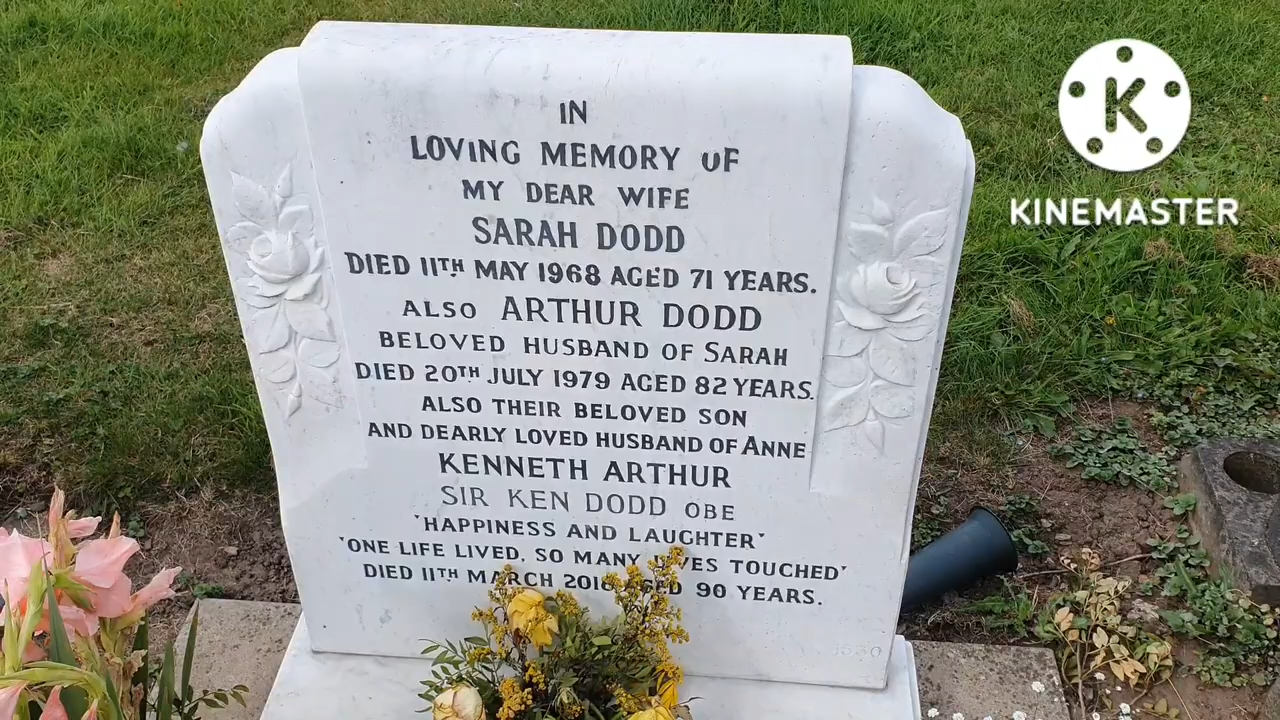 IN
LOVING MEMORY OF
MY DEAR WIFE
SARAH DODD
DIED 11TH MAY 1968 AGED 71 YEARS.
ALSO ARTHUR DODD
BELOVED HUSBAND OF SARAH
DIED 20TH JULY 1979 AGED 82 YEARS.
ALSO THEIR BELOVED SON
AND DEARLY LOVED HUSBAND OF ANNE
KENNETH ARTHUR
SIR KEN DODD OBE
'HAPPINESS AND LAUGHTER'
'ONE LIFE LIVED, SO MANY TOUCHED'
DIED 11TH MARCH 90 YEARS.
K
KINEMASTER